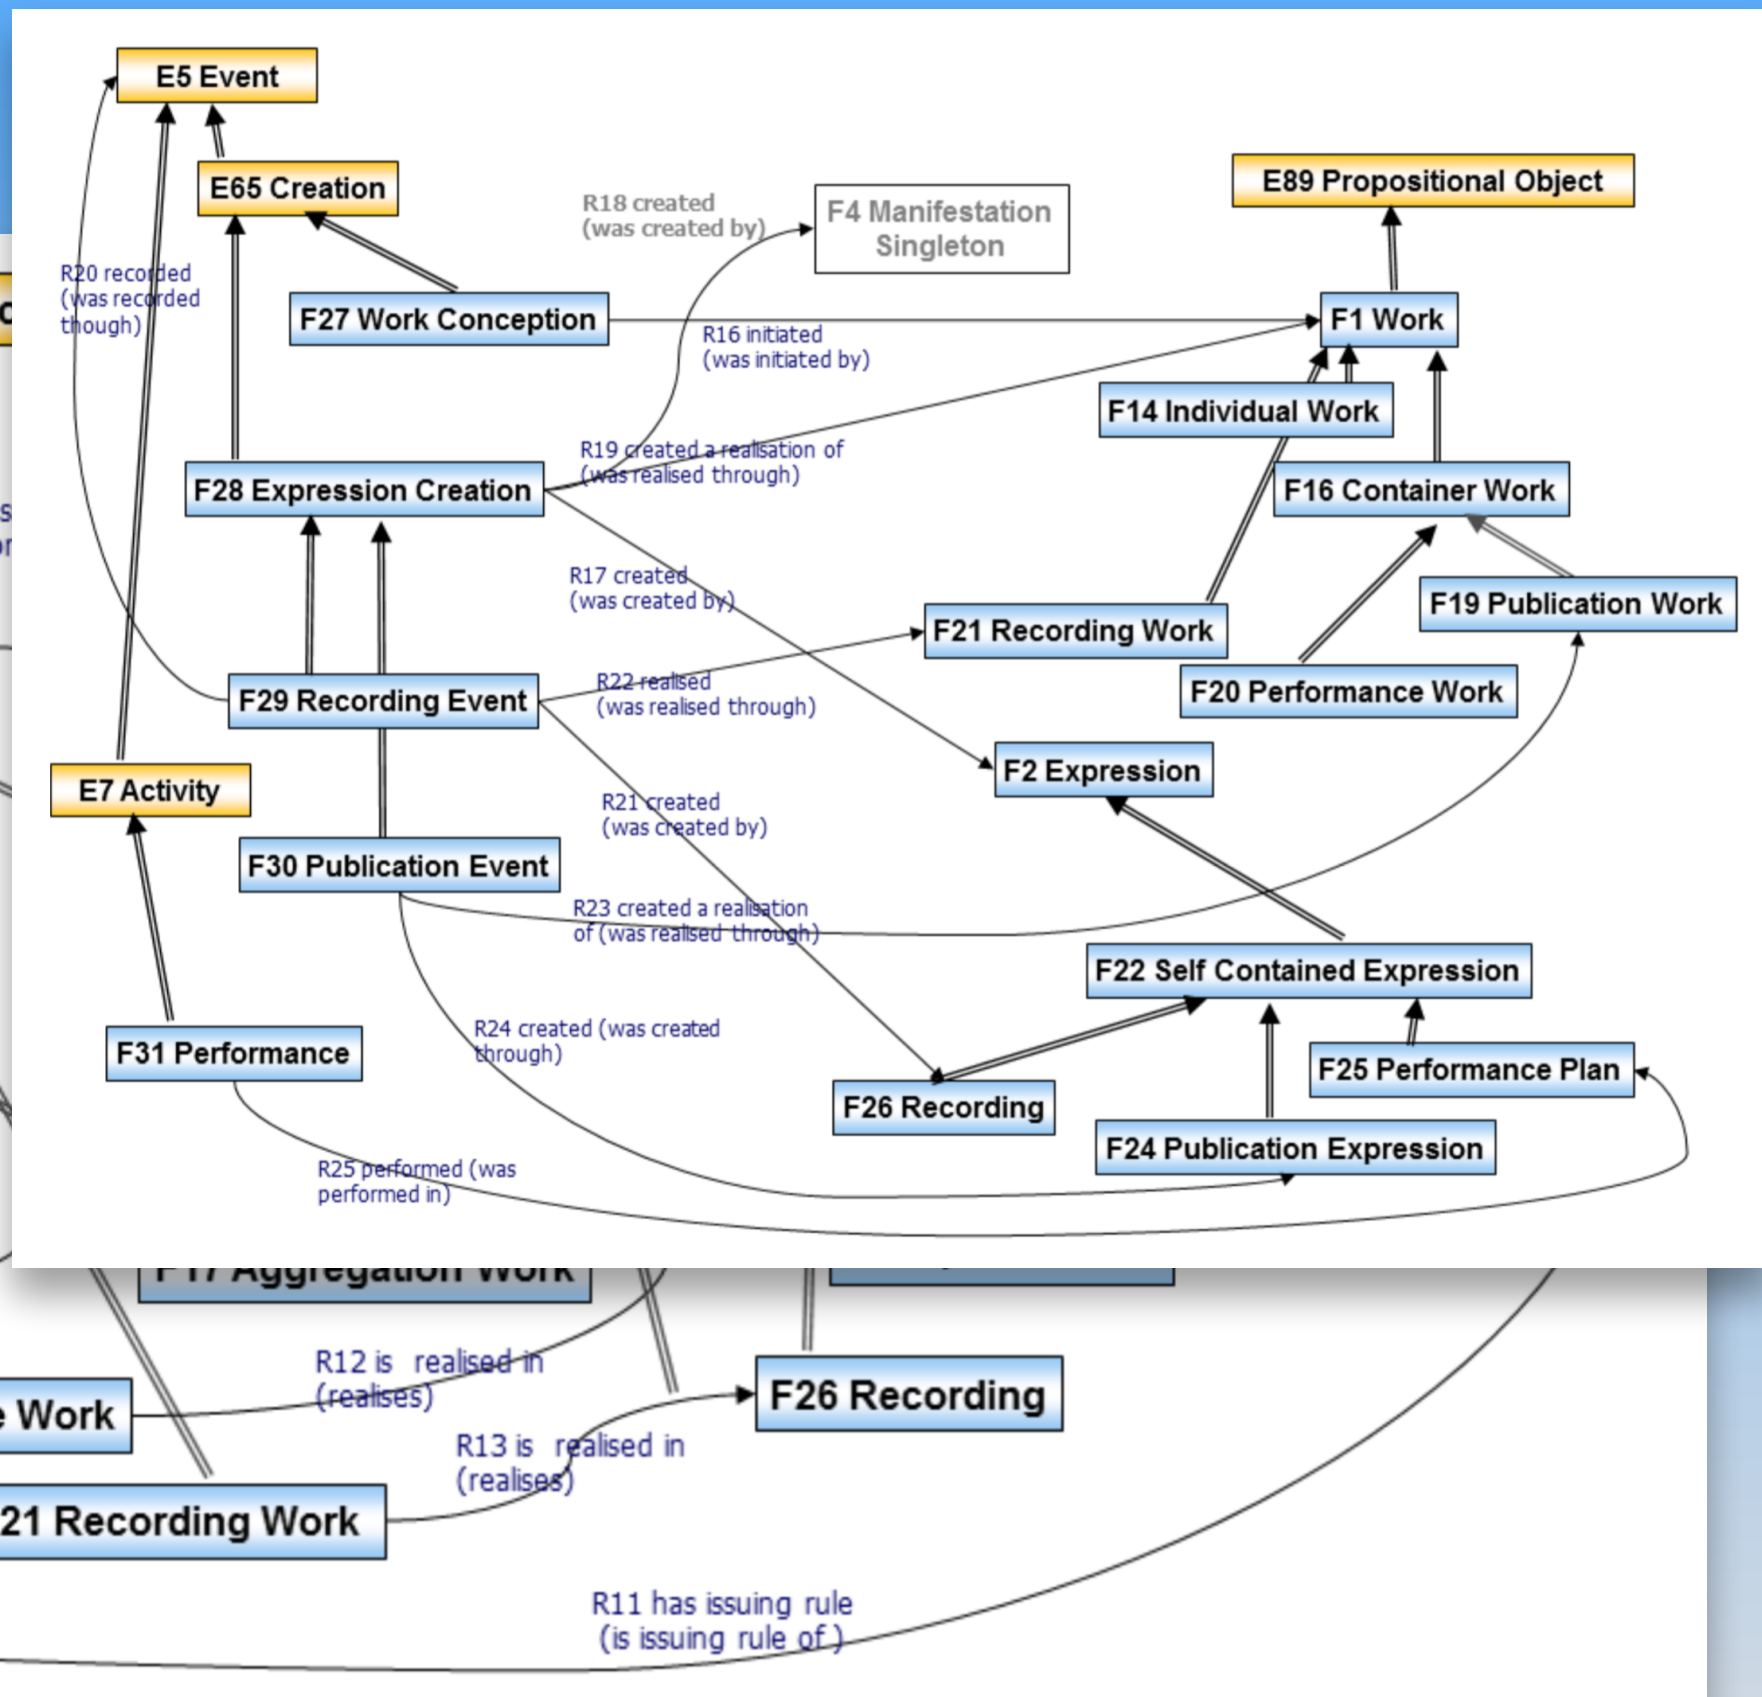 E5 Event
E65 Creation
E89 Propositional Object
R18 created
(was created by)
F4 Manifestation
Singleton
R20 recorded
(was recorded
though)
F27 Work Conception
R16 initiated
(was initiated by)
F1 Work
F14 Individual Work
R19 created a realisation of
(was realised through)
F28 Expression Creation
F16 Container Work
R17 created
(was created by)
F19 Publication Work
F21 Recording Work
F29 Recording Event
R22 realised
(was realised through)
F20 Performance Work
F2 Expression
E7 Activity
R21 created
(was created by)
F30 Publication Event
R23 created a realisation
of (was realised through)
F22 Self Contained Expression
F31 Performance
R24 created (was created
through)
F25 Performance Plan
F26 Recording
F24 Publication Expression
R25 performed (was
performed in)
F17 Aggregation Work
R12 is realised in
(realises)
F26 Recording
e Work
R13 is realised in
(realises)
21 Recording Work
R11 has issuing rule
(is issuing rule of )